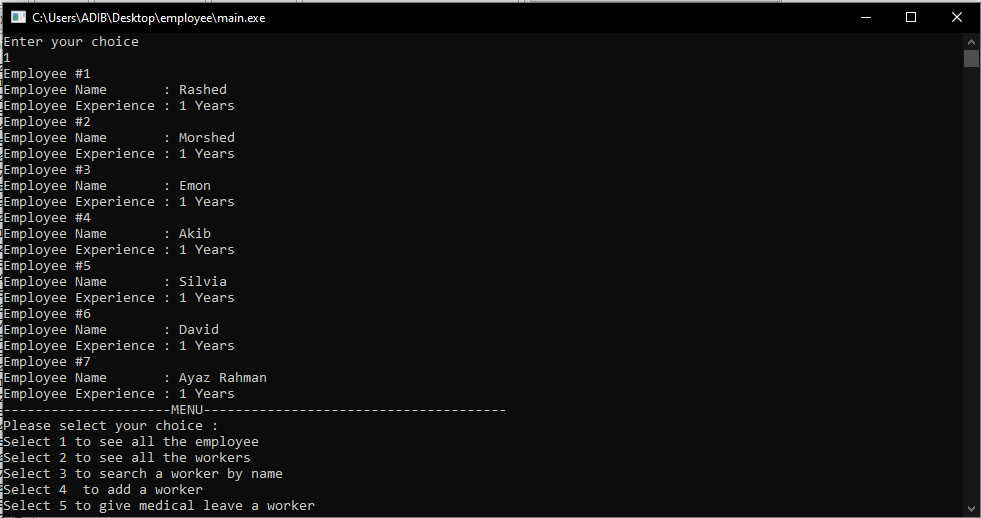 C:\Users\ADIB\Desktop\employee\main.exe
Enter your choice
1
Employee #1
Employee Name       : Rashed
Employee Experience : 1 Years
Employee #2
Employee Name       : Morshed
Employee Experience : 1 Years
Employee #3
Employee Name       : Emon
Employee Experience : 1 Years
Employee #4
Employee Name       : Akib
Employee Experience : 1 Years
Employee #5
Employee Name       : Silvia
Employee Experience : 1 Years
Employee #6
Employee Name       : David
Employee Experience : 1 Years
Employee #7
Employee Name       : Ayaz Rahman
Employee Experience : 1 Years
---------------------MENU--------------------------------------
Please select your choice :
Select 1 to see all the employee
Select 2 to see all the workers
Select 3 to search a worker by name
Select 4  to add a worker
Select 5 to give medical leave a worker